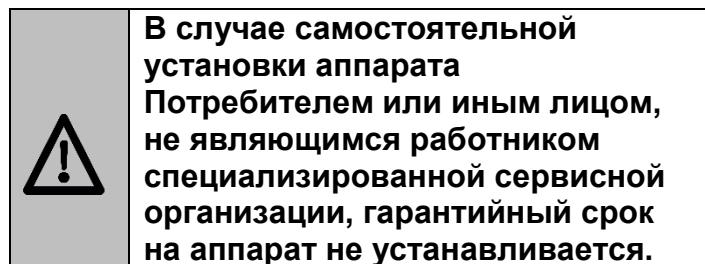 В случае самостоятельной
установки аппарата
Потребителем или иным лицом,
не являющимся работником
специализированной сервисной
организации, гарантийный срок
на аппарат не устанавливается.